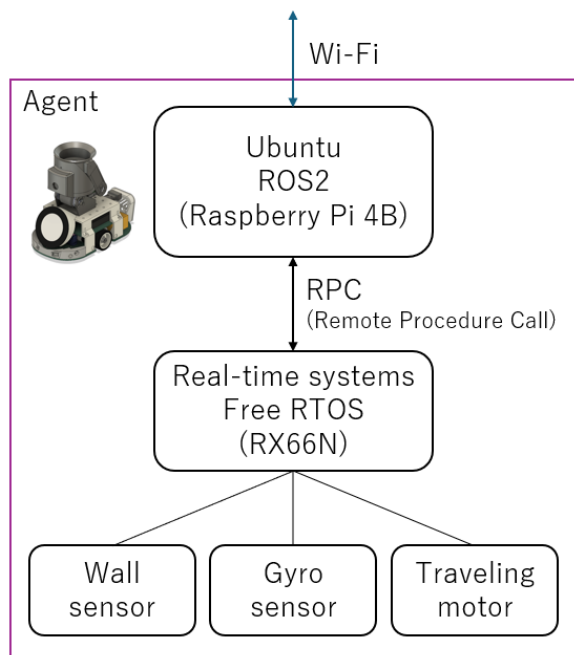 Wi-Fi
Agent
Ubuntu
ROS2
(Raspberry Pi 4B)
RPC
(Remote Procedure Call)
Real-time systems
Free RTOS
(RX66N)
Wall
sensor
Gyro
sensor
Traveling
motor